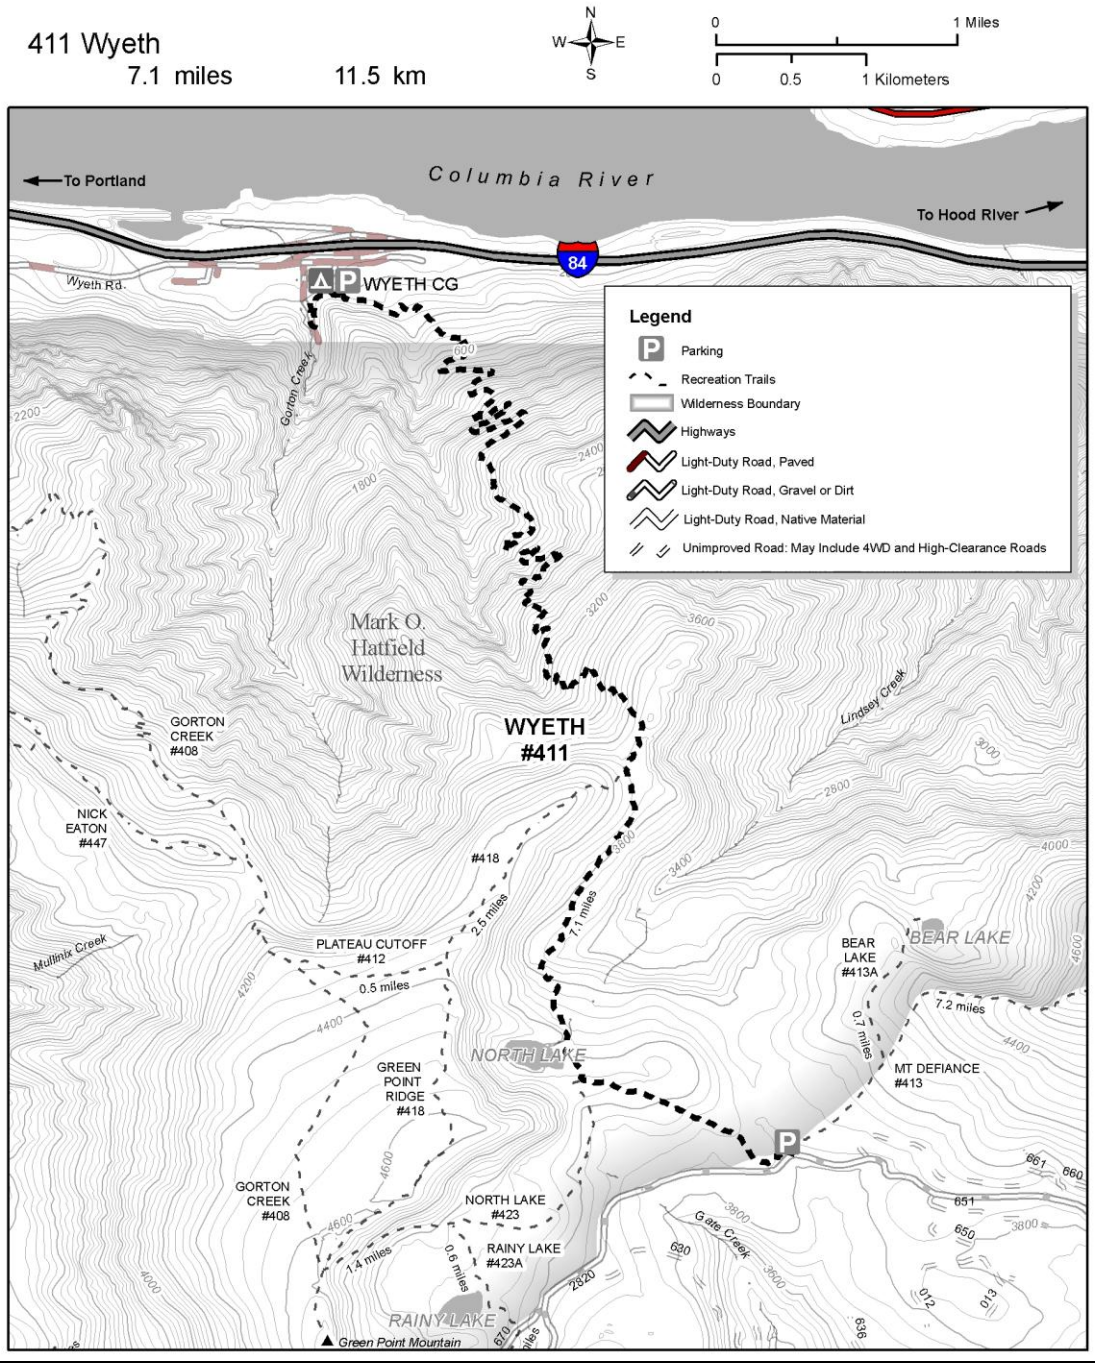 411 Wyeth
7.1 miles 11.5 km
N
W E
S
0 1 Miles
0 0.5 1 Kilometers
To Portland
Columbia River
To Hood River
84
Wyeth Rd.
P WYETH CG
Legend
P Parking
Recreation Trails
Wilderness Boundary
Highways
Light-Duty Road, Paved
Light-Duty Road, Gravel or Dirt
Light-Duty Road, Native Material
Unimproved Road: May Include 4WD and High-Clearance Roads
600
Gorton Creek
2200
2400
1800
3200
3600
Mark O.
Hatfield
Wilderness
Lindsey Creek
GORTON
CREEK
#408
WYETH
#411
3000
2800
NICK
EATON
#447
3800
3400
4000
#418
4200
2.5 miles
7.1 miles
BEAR LAKE
4600
Mullinix Creek
PLATEAU CUTOFF
#412
BEAR
LAKE
#413A
0.5 miles
4200
7.2 miles
4400
0.7 miles
4400
NORTH LAKE
GREEN
POINT
RIDGE
#418
MT DEFIANCE
#413
P
4600
661
660
GORTON
CREEK
#408
NORTH LAKE
#423
651
3800
Gate Creek
650
3800
4600
1.4 miles
0.6 miles
RAINY LAKE
#423A
630
3600
4000
2820
012
013
RAINY LAKE
670
636
Green Point Mountain